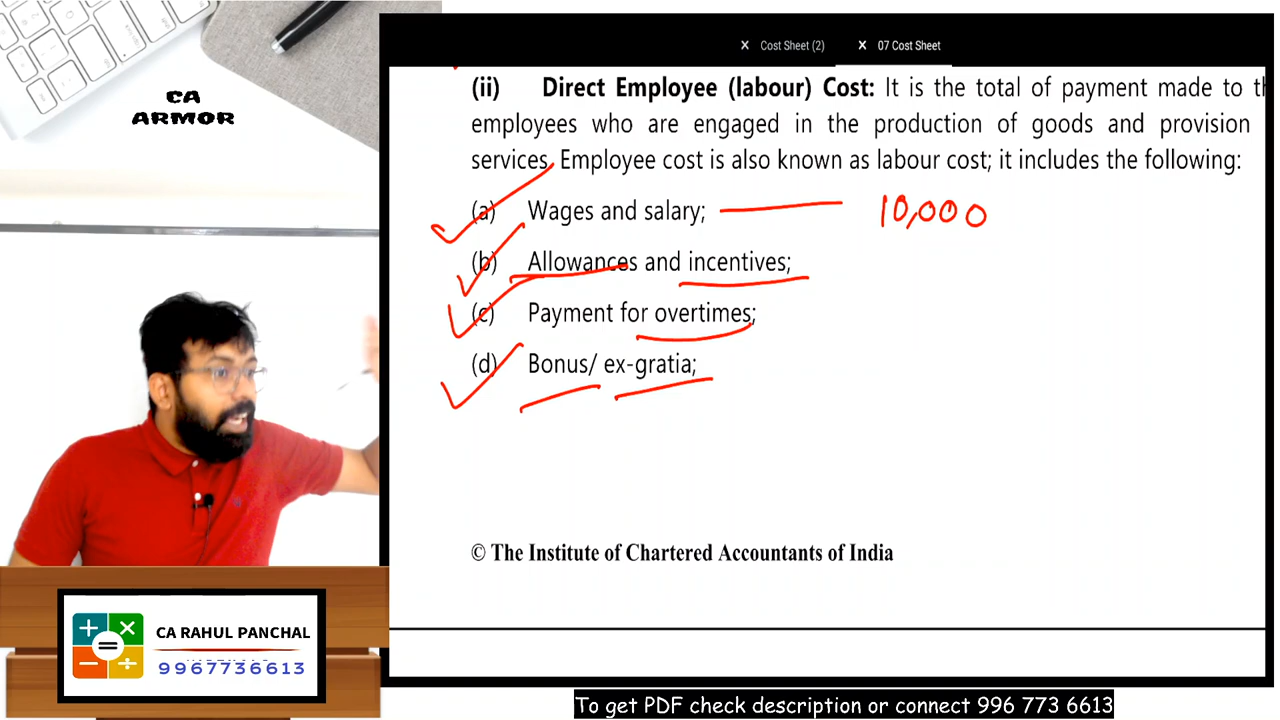 CA
ARMOR
Cost Sheet (2)
07 Cost Sheet
(ii) Direct Employee (labour) Cost: It is the total of payment made to th
employees who are engaged in the production of goods and provision
services. Employee cost is also known as labour cost; it includes the following:
(a) Wages and salary; 10,000
(b) Allowances and incentives;
(c) Payment for overtimes;
(d) Bonus/ ex-gratia;
© The Institute of Chartered Accountants of India
CA RAHUL PANCHAL
9967736613
To get PDF check description or connect 996 773 6613